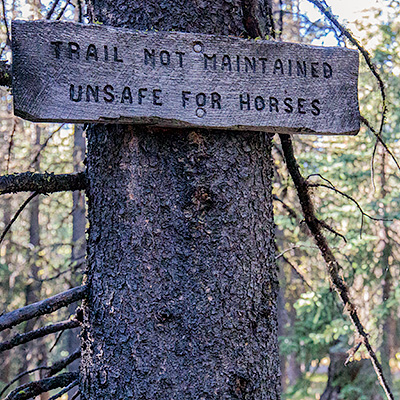 TRAIL NOT MAINTAINED
UNSAFE FOR HORSES